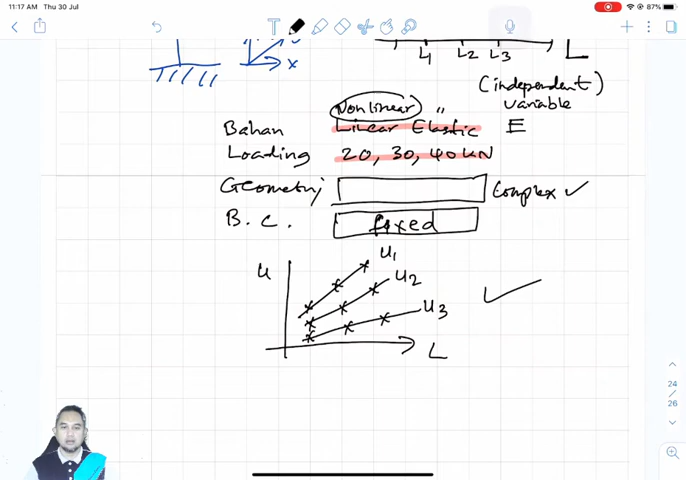 11:17 AM Thu 30 Jul
87%
x
L1 L2 L3 L
(independent)
variable
Nonlinear "
Bahan Linear Elastic E
Loading 20, 30, 40 kN
Geometri Complex ✓
B.C. fixed
u
u1
u2
u3
L
24
/
26